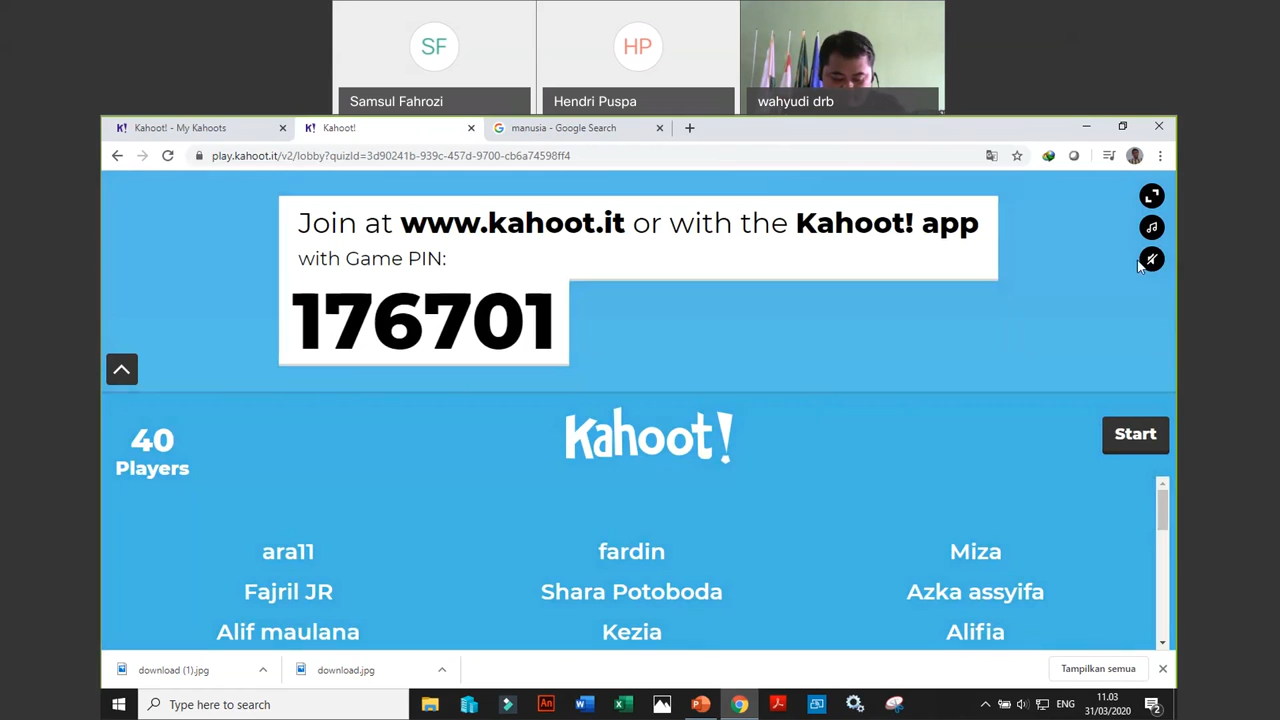 SF
HP
Samsul Fahrozi
Hendri Puspa
wahyudi drb
K! Kahoot! - My Kahoots
K! Kahoot!
G manusia - Google Search
play.kahoot.it/v2/lobby?quizId=3d90241b-939c-457d-9700-cb6a74598ff4
Join at www.kahoot.it or with the Kahoot! app
with Game PIN:
176701
40
Players
Kahoot!
Start
ara11 fardin Miza
Fajril JR Shara Potoboda Azka assyifa
Alif maulana Kezia Alifia
download (1).jpg
download.jpg
Tampilkan semua
Type here to search
An
ENG
11.03
31/03/2020
2